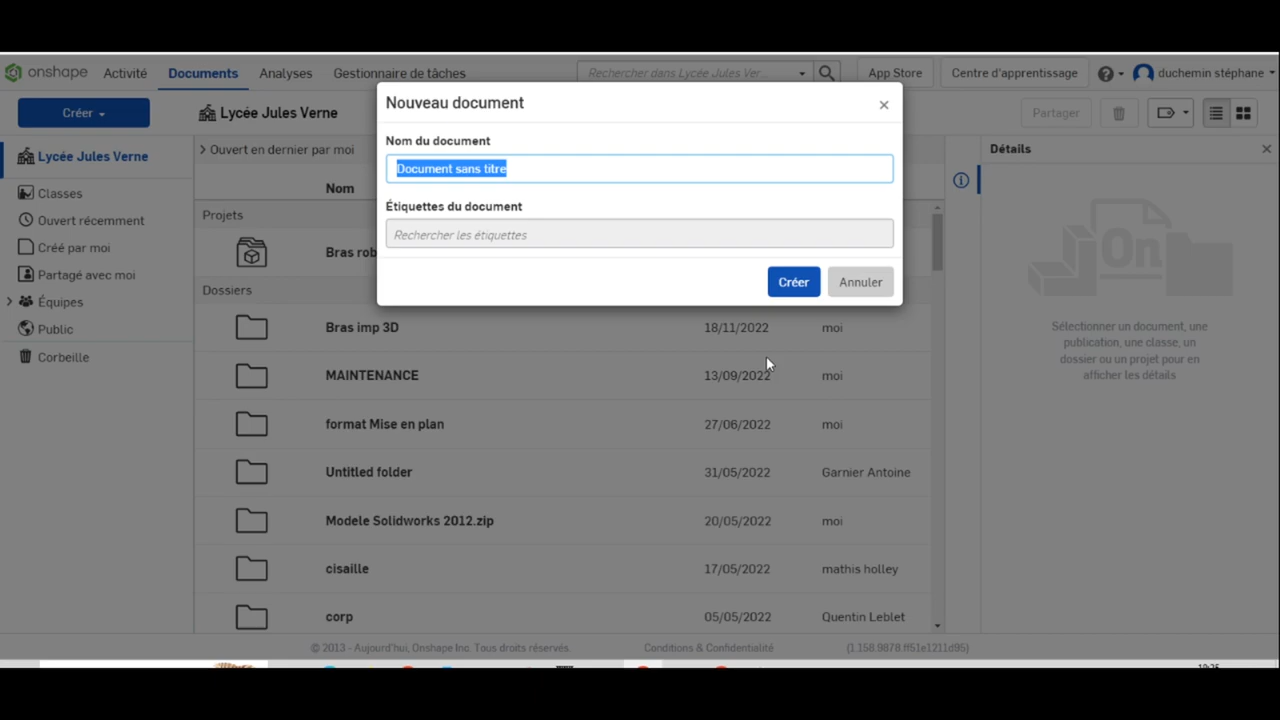 onshape Activité Documents Analyses Gestionnaire de tâches Rechercher dans Lycée Jules Ver... App Store Centre d'apprentissage duchemin stéphane
Créer Lycée Jules Verne Partager
Nouveau document
Nom du document
Document sans titre
Étiquettes du document
Rechercher les étiquettes
Créer Annuler
Lycée Jules Verne
Classes
Ouvert récemment
Créé par moi
Partagé avec moi
Équipes
Public
Corbeille
Ouvert en dernier par moi
Nom
Projets
Bras rob
Dossiers
Bras imp 3D 18/11/2022 moi
MAINTENANCE 13/09/2022 moi
format Mise en plan 27/06/2022 moi
Untitled folder 31/05/2022 Garnier Antoine
Modele Solidworks 2012.zip 20/05/2022 moi
cisaille 17/05/2022 mathis holley
corp 05/05/2022 Quentin Leblet
Détails
On
Sélectionner un document, une
publication, une classe, un
dossier ou un projet pour en
afficher les détails
© 2013 - Aujourd'hui, Onshape Inc. Tous droits réservés. Conditions & Confidentialité (1.158.9878.ff51e1211d95)